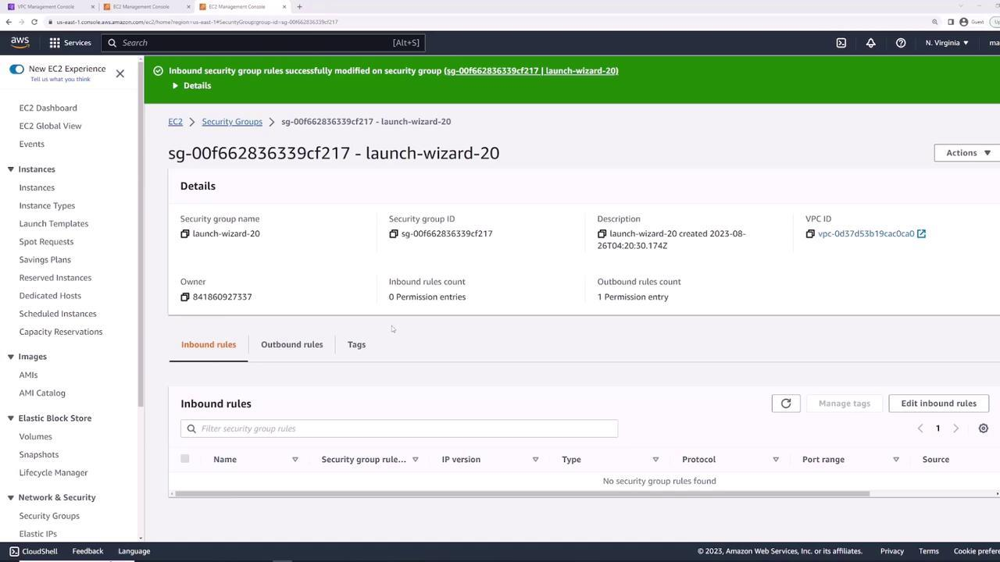 VPC Management Console
EC2 Management Console
EC2 Management Console
us-east-1.console.aws.amazon.com/ec2/home?region=us-east-1#SecurityGroup:group-id=sg-00f662836339cf217
Guest
aws
Services
Search
[Alt+S]
N. Virginia
New EC2 Experience
Tell us what you think
EC2 Dashboard
EC2 Global View
Events
Instances
Instances
Instance Types
Launch Templates
Spot Requests
Savings Plans
Reserved Instances
Dedicated Hosts
Scheduled Instances
Capacity Reservations
Images
AMIs
AMI Catalog
Elastic Block Store
Volumes
Snapshots
Lifecycle Manager
Network & Security
Security Groups
Elastic IPs
Inbound security group rules successfully modified on security group (sg-00f662836339cf217 | launch-wizard-20)
Details
EC2
Security Groups
sg-00f662836339cf217 - launch-wizard-20
sg-00f662836339cf217 - launch-wizard-20
Actions
Details
Security group name
launch-wizard-20
Security group ID
sg-00f662836339cf217
Description
launch-wizard-20 created 2023-08-
26T04:20:30.174Z
VPC ID
vpc-0d37d53b19cac0ca0
Owner
841860927337
Inbound rules count
0 Permission entries
Outbound rules count
1 Permission entry
Inbound rules
Outbound rules
Tags
Inbound rules
Manage tags
Edit inbound rules
Filter security group rules
1
Name
Security group rule...
IP version
Type
Protocol
Port range
Source
No security group rules found
CloudShell
Feedback
Language
© 2023, Amazon Web Services, Inc. or its affiliates.
Privacy
Terms
Cookie prefere